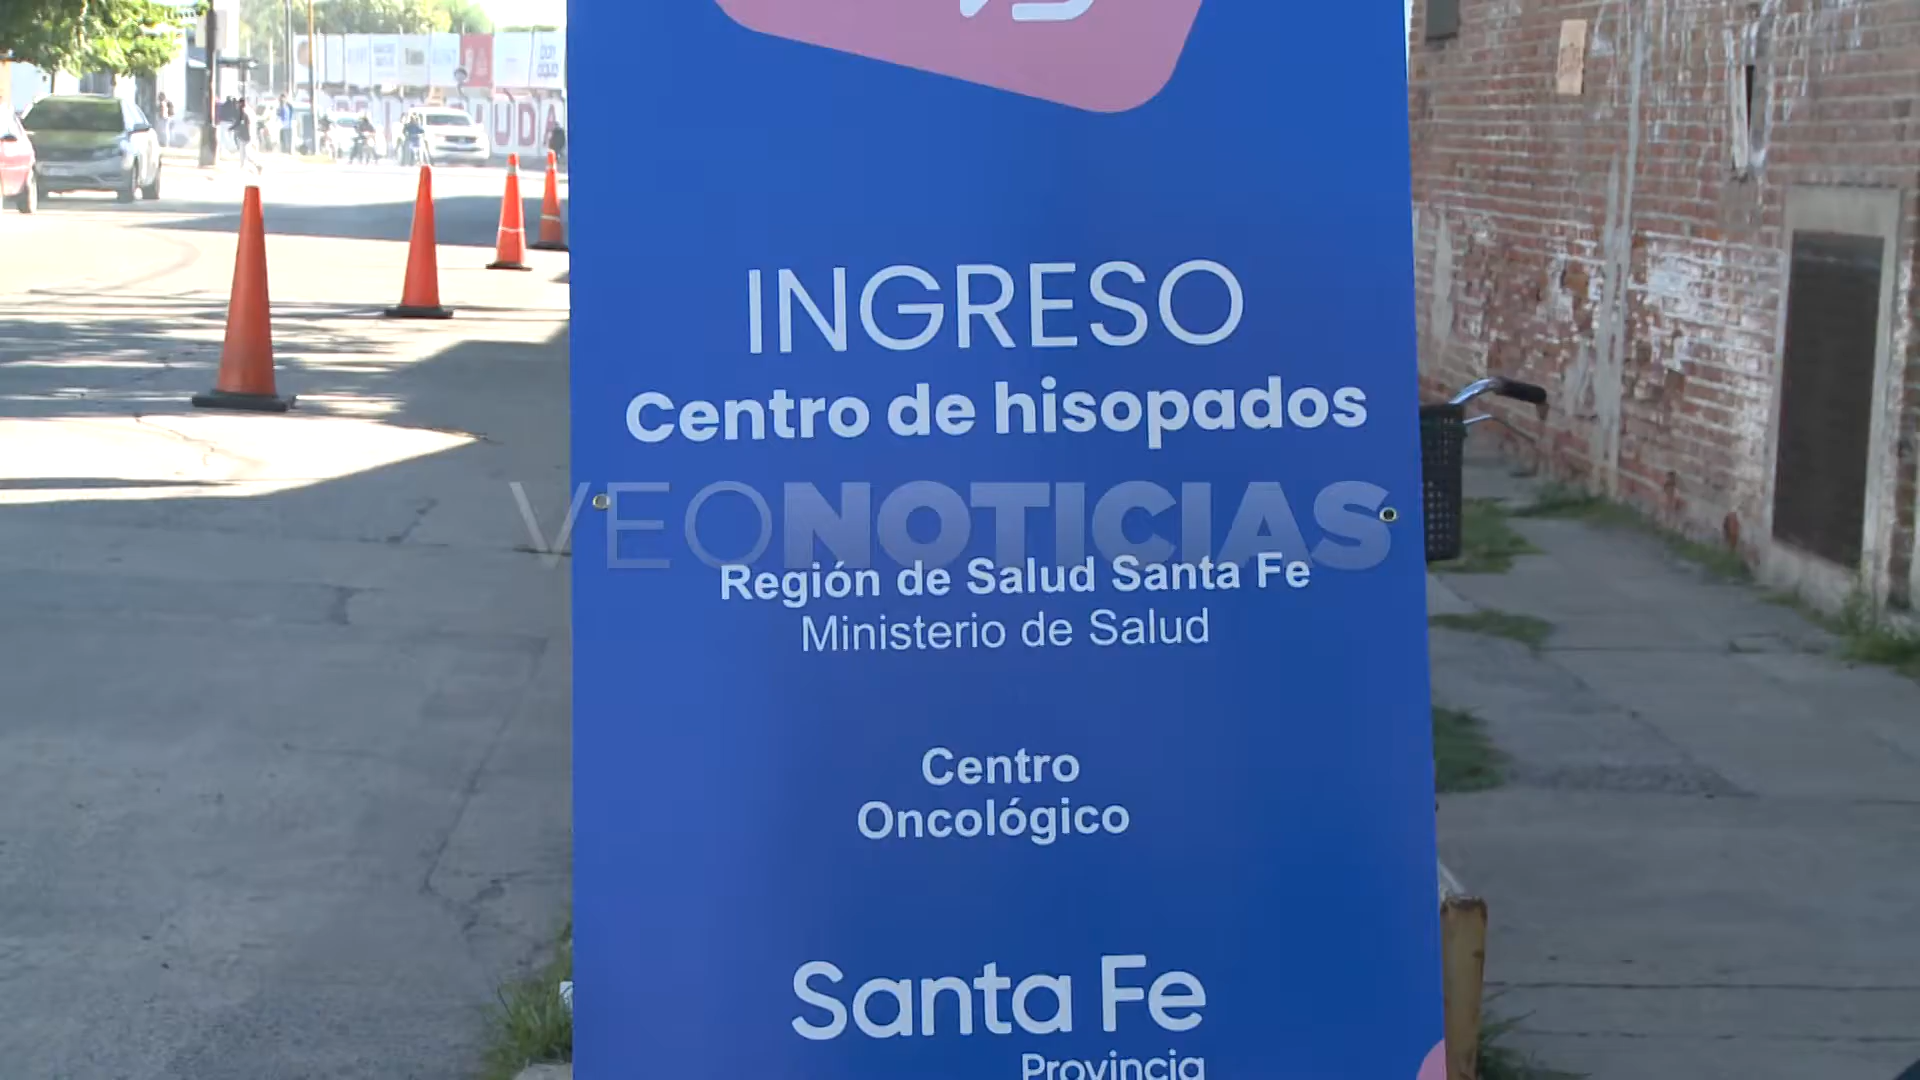 INGRESO
Centro de hisopados
VEONOTICIAS
Región de Salud Santa Fe
Ministerio de Salud
Centro
Oncológico
Santa Fe
Provincia